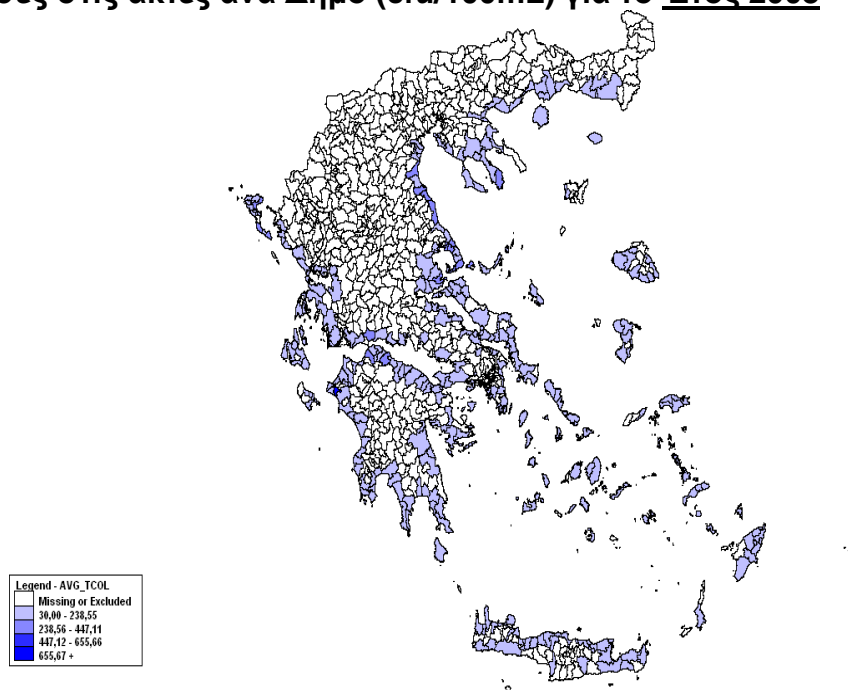 στις ακτές ανά Δήμο (cfu/100mL) για το
Legend - AVG_TCOL
Missing or Excluded
30,00 - 238,55
238,56 - 447,11
447,12 - 655,66
655,67 +